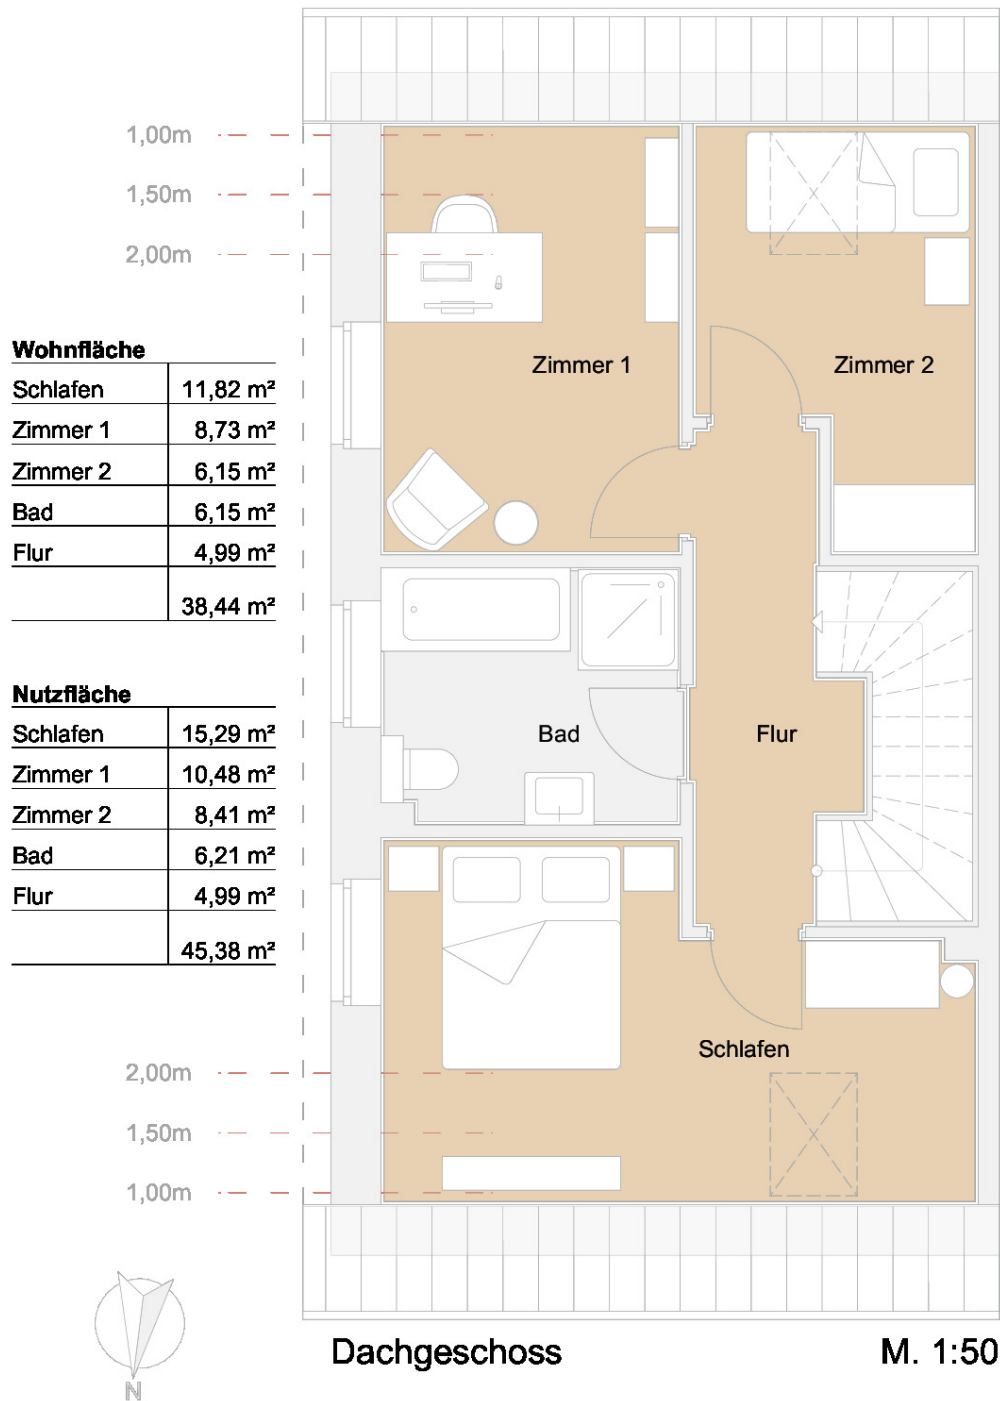 1,00m
1,50m
2,00m
Zimmer 1
Zimmer 2
Wohnfläche
Schlafen 11,82 m²
Zimmer 1 8,73 m²
Zimmer 2 6,15 m²
Bad 6,15 m²
Flur 4,99 m²
38,44 m²
Nutzfläche
Schlafen 15,29 m²
Zimmer 1 10,48 m²
Zimmer 2 8,41 m²
Bad 6,21 m²
Flur 4,99 m²
45,38 m²
Bad
Flur
Schlafen
2,00m
1,50m
1,00m
N
Dachgeschoss
M. 1:50